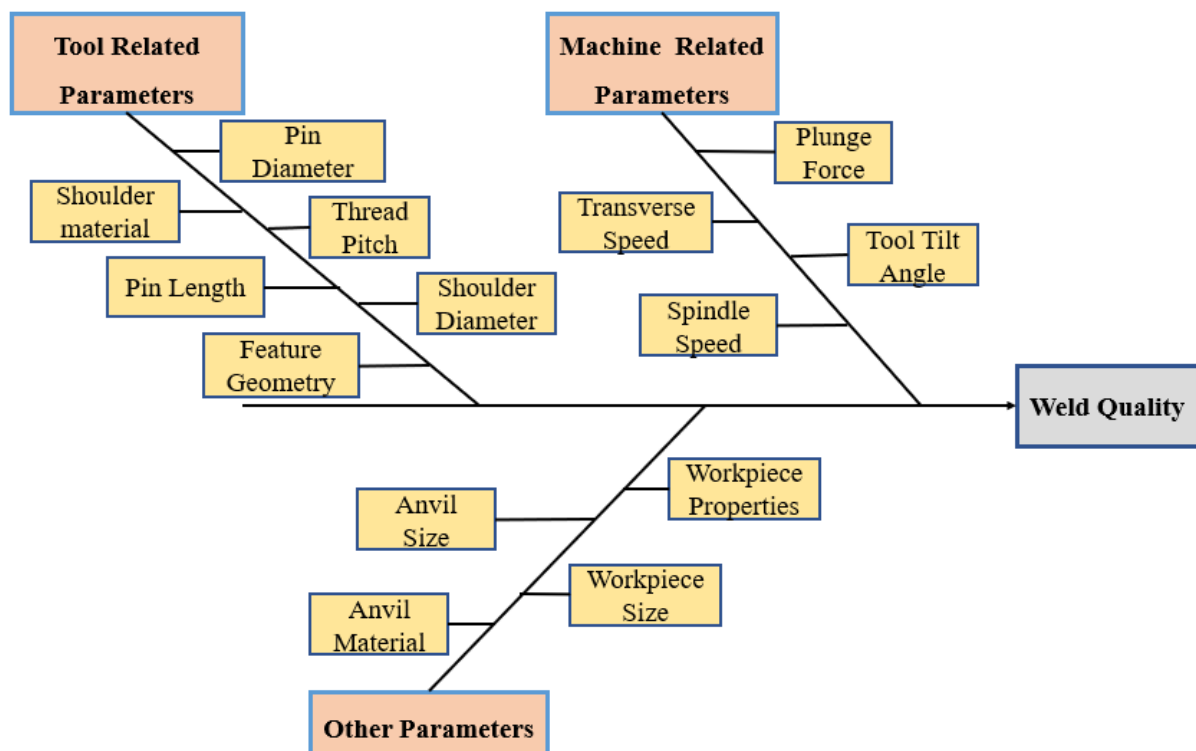 Tool Related
Parameters
Machine Related
Parameters
Pin
Diameter
Shoulder
material
Thread
Pitch
Pin Length
Shoulder
Diameter
Feature
Geometry
Plunge
Force
Transverse
Speed
Tool Tilt
Angle
Spindle
Speed
Weld Quality
Workpiece
Properties
Anvil
Size
Workpiece
Size
Anvil
Material
Other Parameters